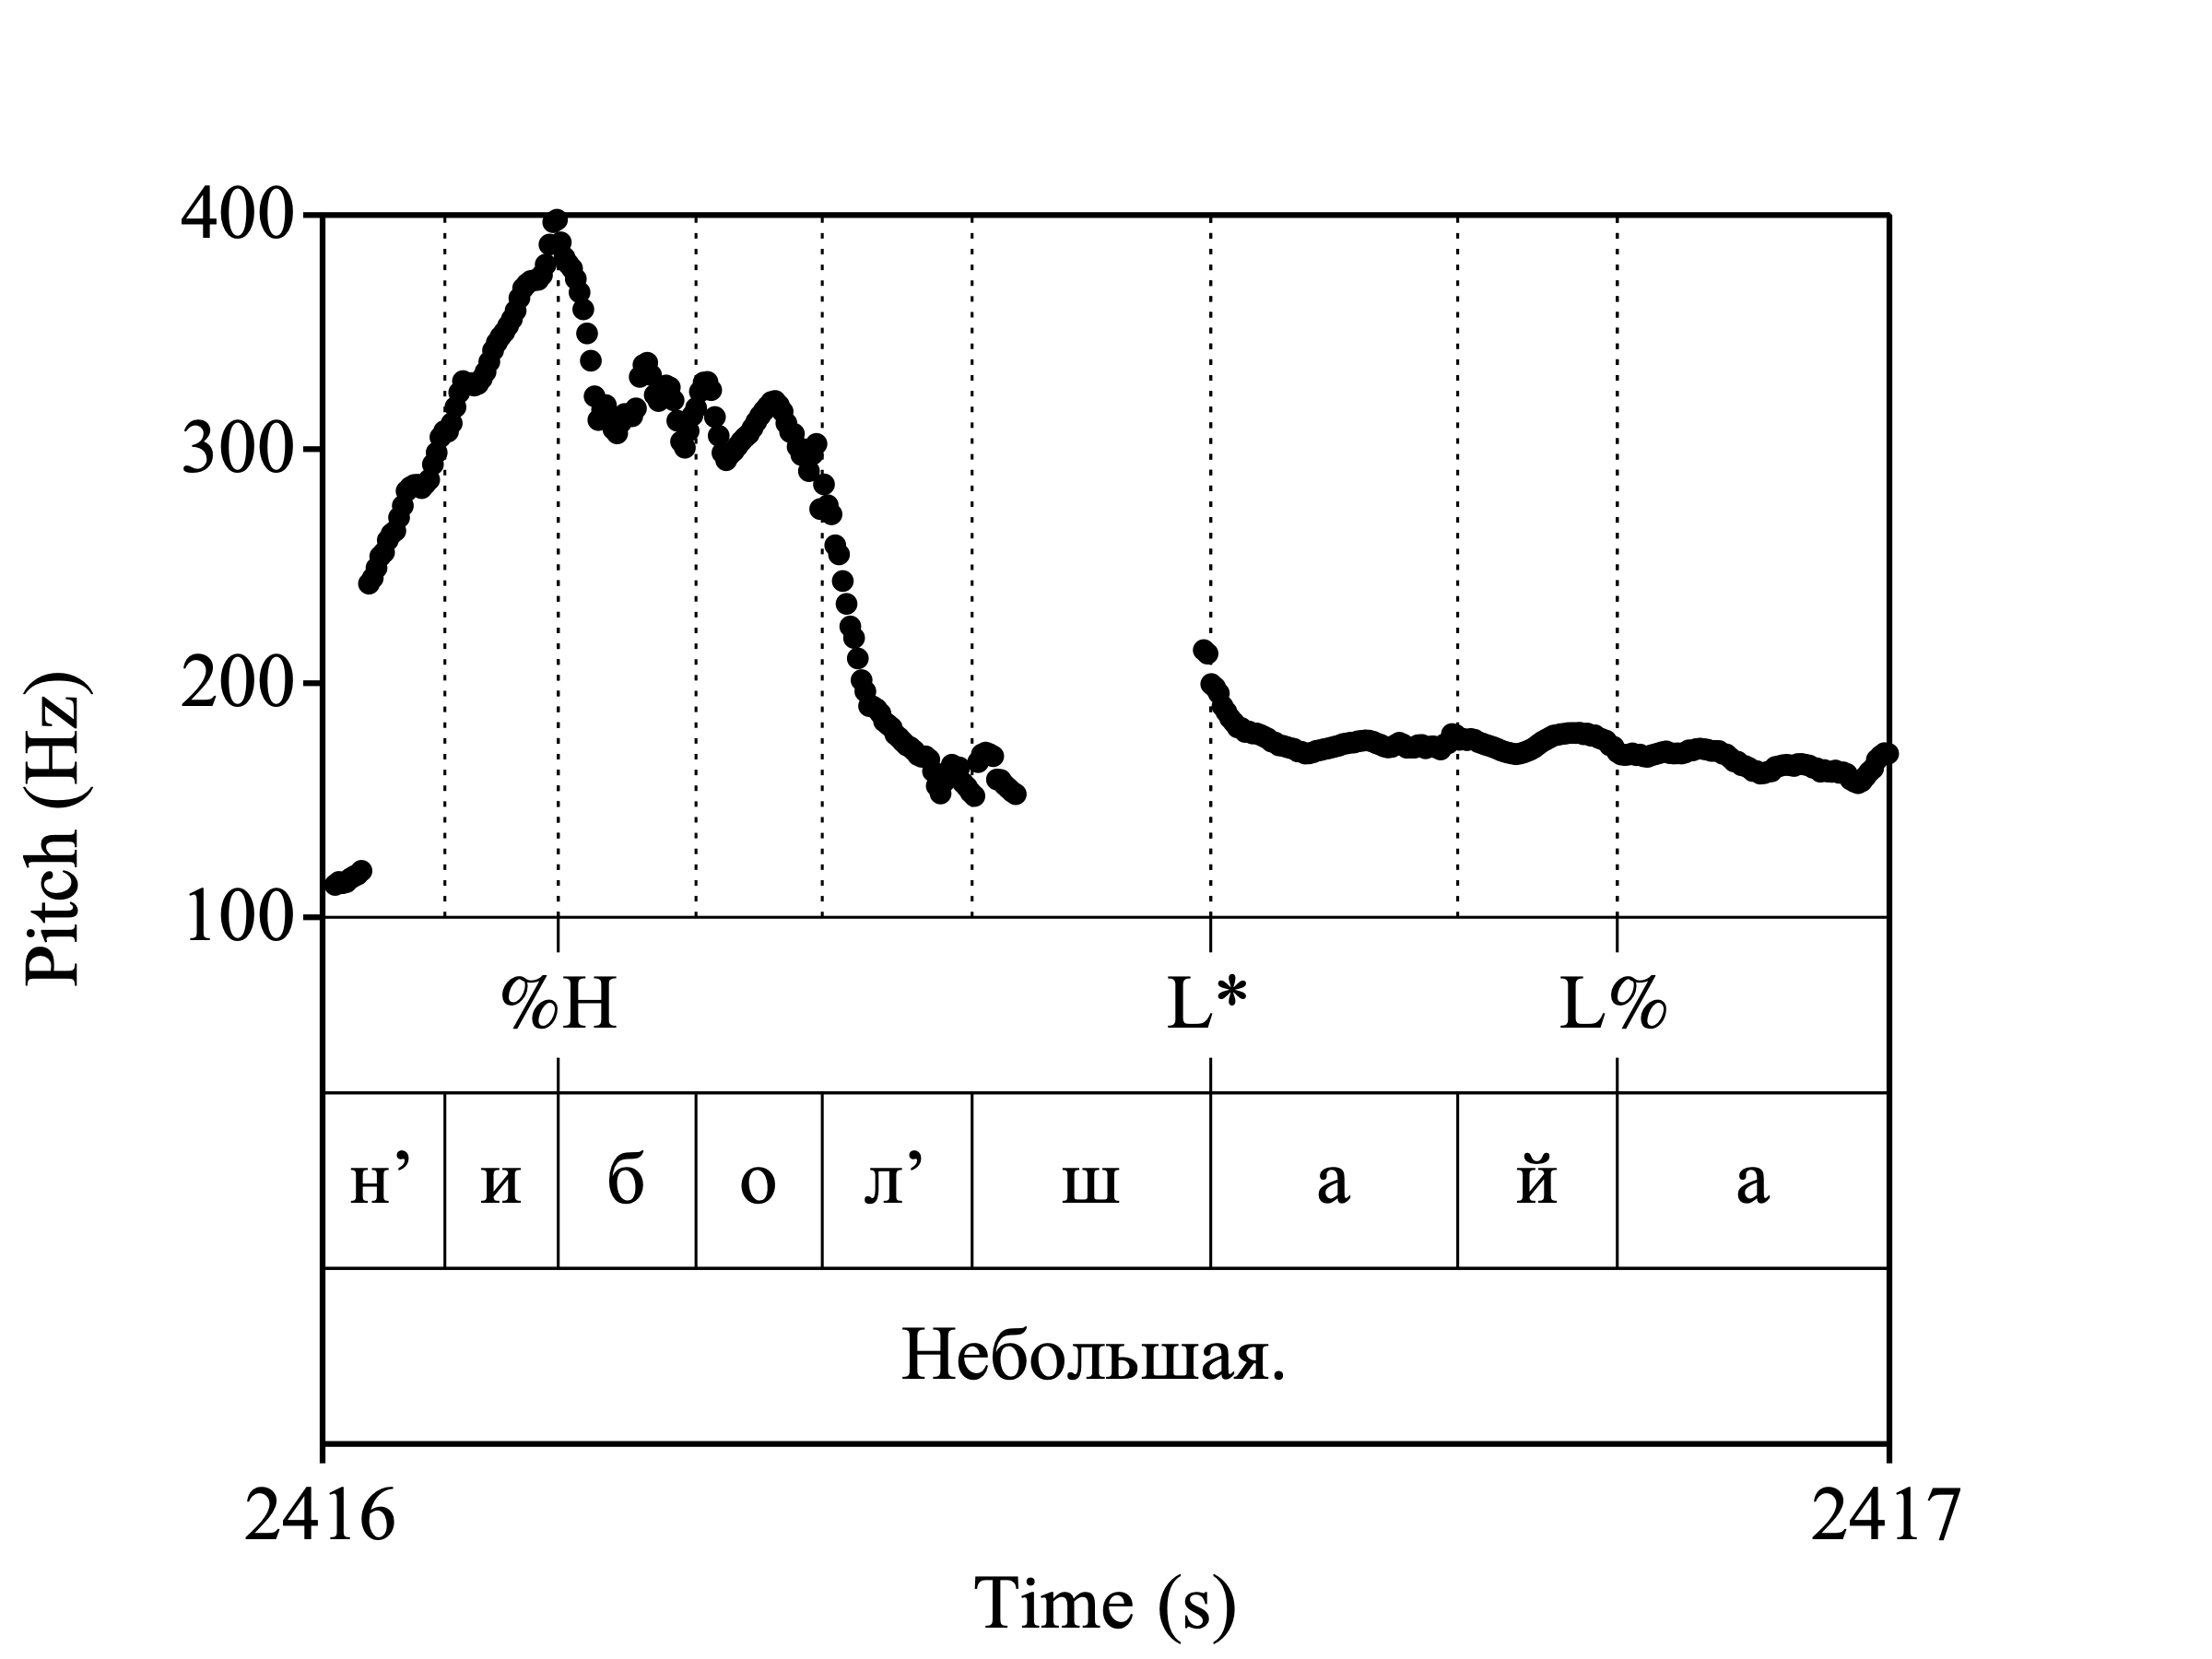 400
300
200
100
Pitch (Hz)
%H L* L%
н’ и б о л’ ш а й а
Небольшая.
2416 2417
Time (s)